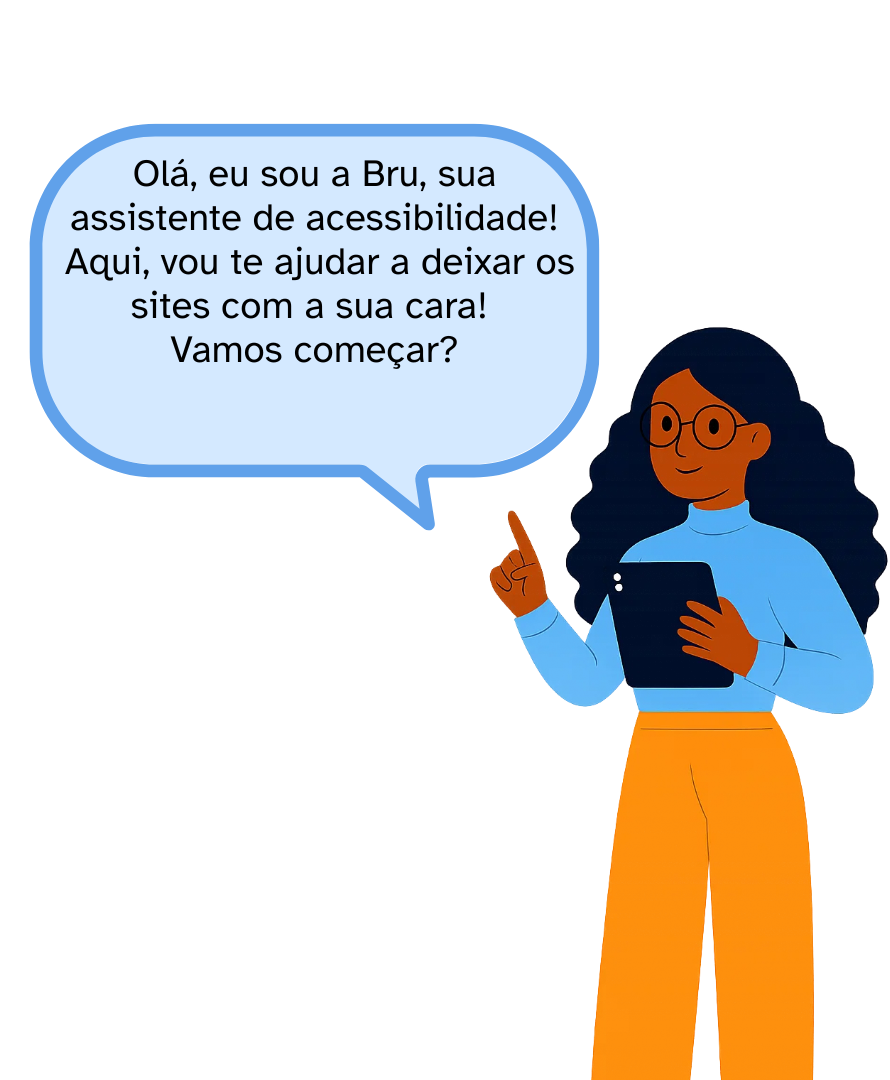 Olá, eu sou a Bru, sua
assistente de acessibilidade!
Aqui, vou te ajudar a deixar os
sites com a sua cara!
Vamos começar?